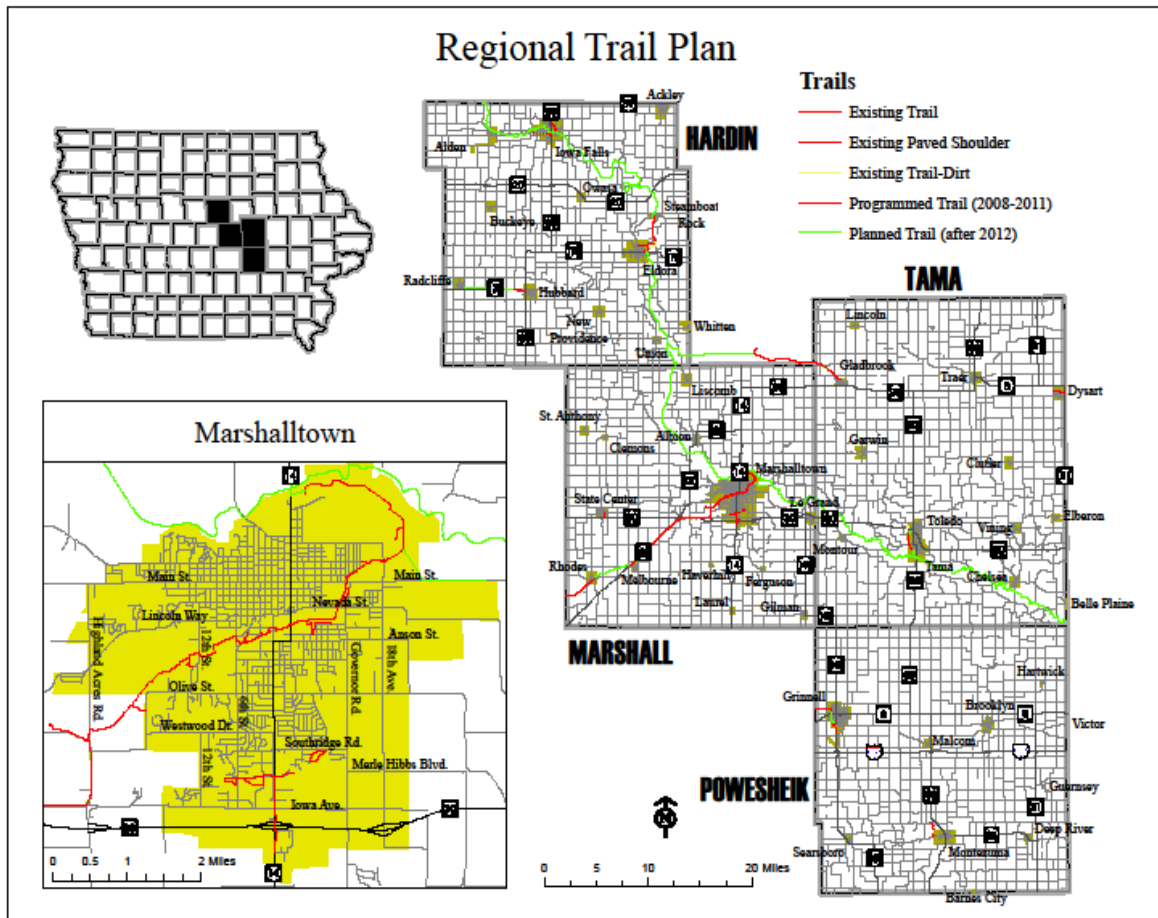 Regional Trail Plan
Trails
Existing Trail
Existing Paved Shoulder
Existing Trail-Dirt
Programmed Trail (2008-2011)
Planned Trail (after 2012)
HARDIN
Ackley
Alden
Iowa Falls
Owasa
Steamboat
Rock
Buckeye
Eldora
Radcliffe
Hubbard
New
Providence
Whitten
Union
TAMA
Lincoln
Gladbrook
Traer
Dysart
Garwin
Clutier
Elberon
Toledo
Vining
Tama
Chelsea
Montour
Belle Plaine
Liscomb
St. Anthony
Clemons
Albion
14
Marshalltown
State Center
Le Grand
Rhodes
Melbourne
Haverhill
14
Ferguson
Laurel
Gilman
MARSHALL
Hartwick
Grinnell
Brooklyn
Victor
Malcom
POWESHEIK
Guernsey
Deep River
Searsboro
Montezuma
Barnes City
N
0 5 10 20 Miles
Marshalltown
14
Main St.
Main St.
Nevada St.
Lincoln Way
Anson St.
Highland Acres Rd.
12th St.
Governor Rd.
18th Ave.
Olive St.
6th St.
Westwood Dr.
Southridge Rd.
12th St.
Merle Hibbs Blvd.
Iowa Ave.
0 0.5 1 2 Miles